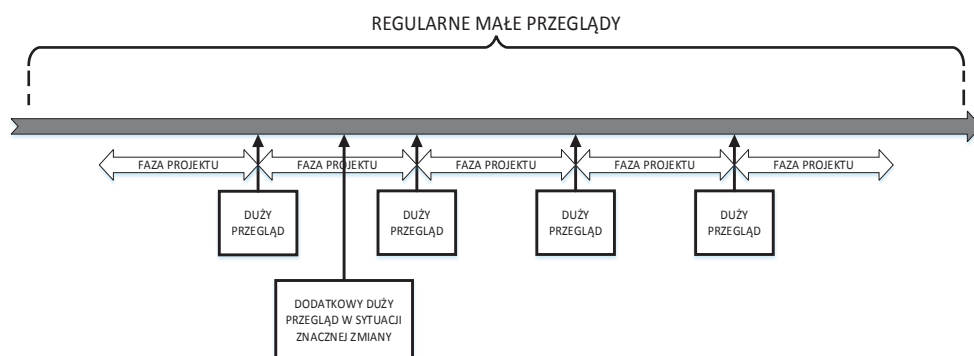 REGULARNE MAŁE PRZEGLĄDY
FAZA PROJEKTU
FAZA PROJEKTU
FAZA PROJEKTU
FAZA PROJEKTU
FAZA PROJEKTU
DUŻY
PRZEGLĄD
DUŻY
PRZEGLĄD
DUŻY
PRZEGLĄD
DUŻY
PRZEGLĄD
DODATKOWY DUŻY
PRZEGLĄD W SYTUACJI
ZNACZNEJ ZMIANY